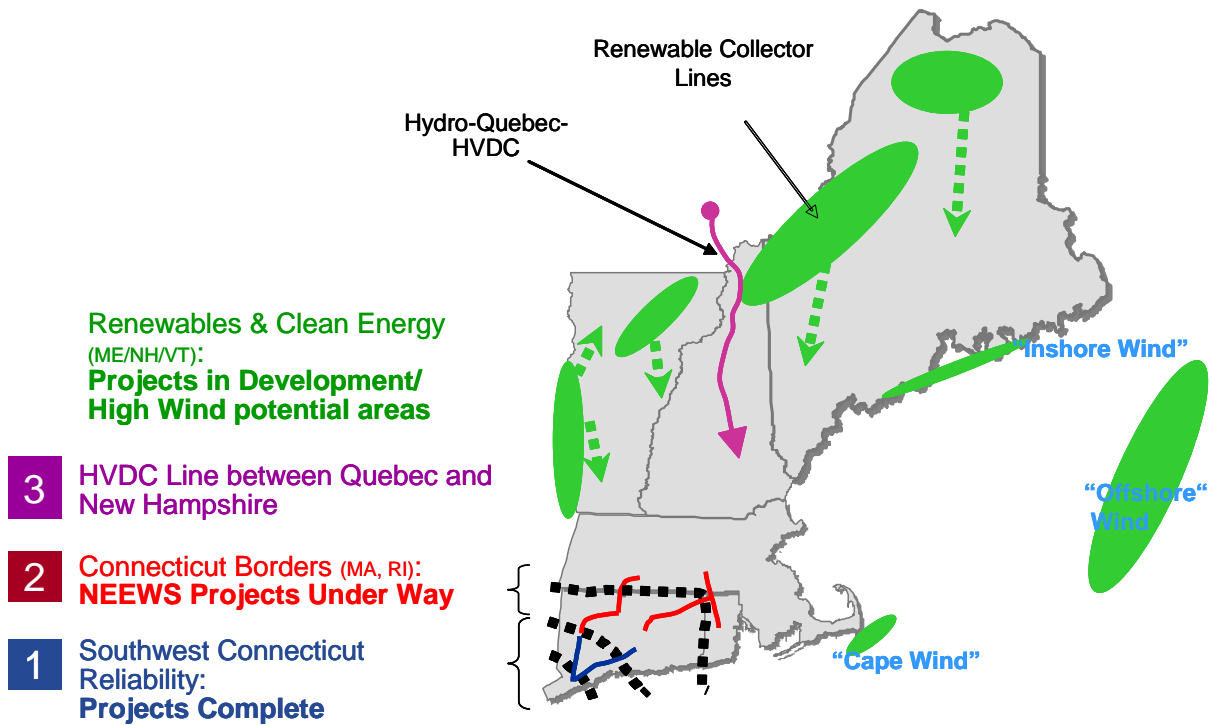 Renewable Collector
Lines
Hydro-Quebec-
HVDC
Renewables & Clean Energy
(ME/NH/VT):
Projects in Development/
High Wind potential areas
"Inshore Wind"
3
HVDC Line between Quebec and
New Hampshire
“Offshore“
Wind
2
Connecticut Borders (MA, RI):
NEEWS Projects Under Way
1
Southwest Connecticut
Reliability:
Projects Complete
“Cape Wind”